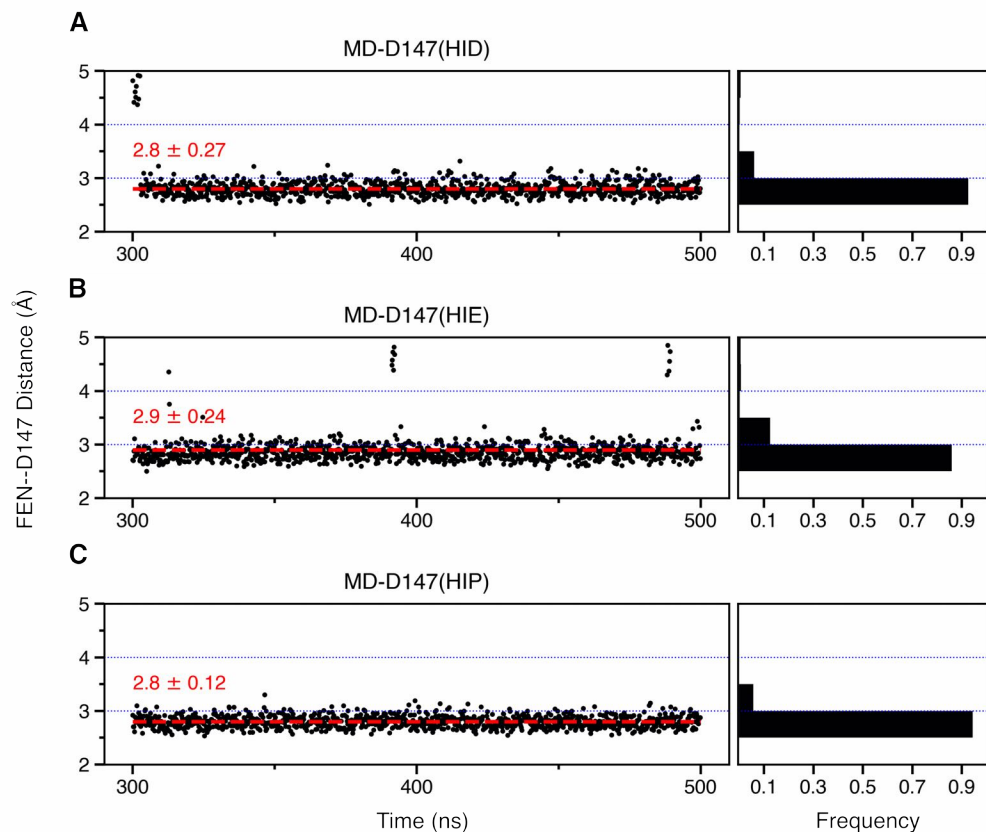 A
MD-D147(HID)
5
4
3
2
2.8 ± 0.27
300 400 500
0.1 0.3 0.5 0.7 0.9
B
MD-D147(HIE)
5
4
3
2
2.9 ± 0.24
300 400 500
0.1 0.3 0.5 0.7 0.9
FEN--D147 Distance (Å)
C
MD-D147(HIP)
5
4
3
2
2.8 ± 0.12
300 400 500
0.1 0.3 0.5 0.7 0.9
Time (ns) Frequency